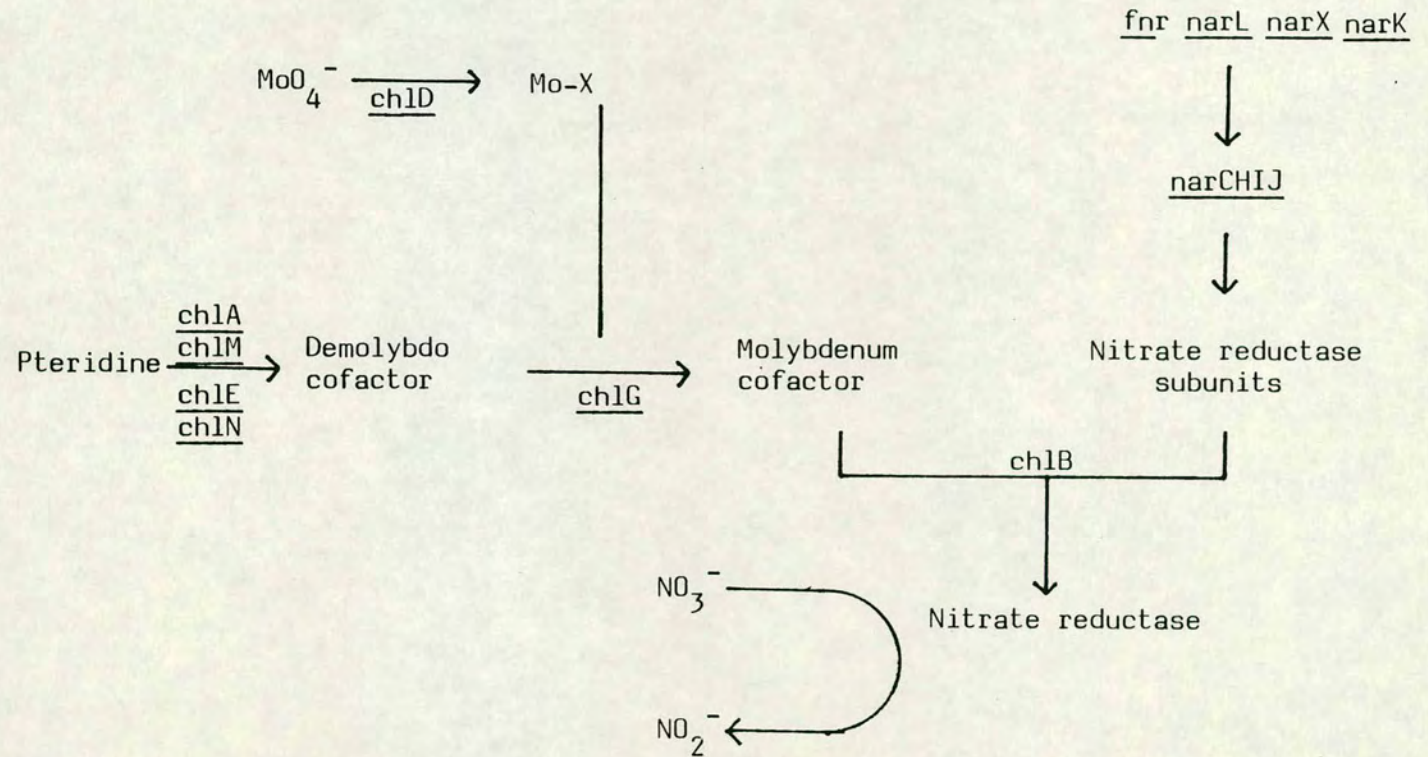 fnr narL narX narK
MoO4-
chlD
Mo-X
narCHIJ
chlA
chlM
Pteridine
chlE
chlN
Demolybdo
cofactor
chlG
Molybdenum
cofactor
Nitrate reductase
subunits
chlB
NO3-
Nitrate reductase
NO2-